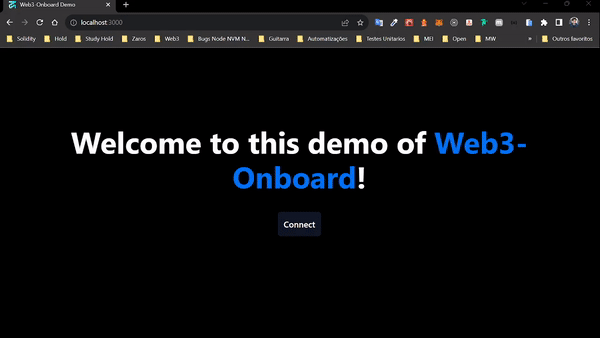 Web3-Onboard Demo
localhost:3000
Solidity Hold Study Hold Zaros Web3 Bugs Node NVM N... Guitarra Automatizações Testes Unitarios MEI Open MW » Outros favoritos
Welcome to this demo of Web3-
Onboard!
Connect